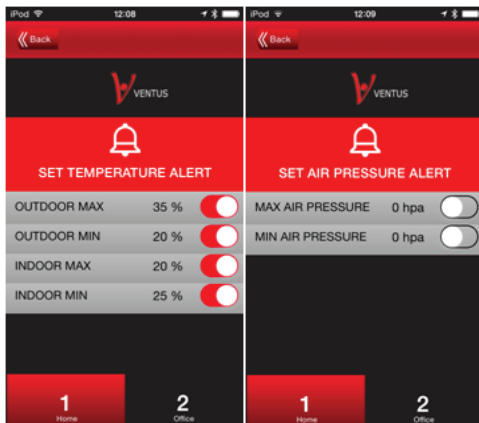 iPod 12:08
Back
VENTUS
SET TEMPERATURE ALERT
OUTDOOR MAX 35 %
OUTDOOR MIN 20 %
INDOOR MAX 20 %
INDOOR MIN 25 %
1 2
Home Office
iPod 12:09
Back
VENTUS
SET AIR PRESSURE ALERT
MAX AIR PRESSURE 0 hpa
MIN AIR PRESSURE 0 hpa
1 2
Home Office